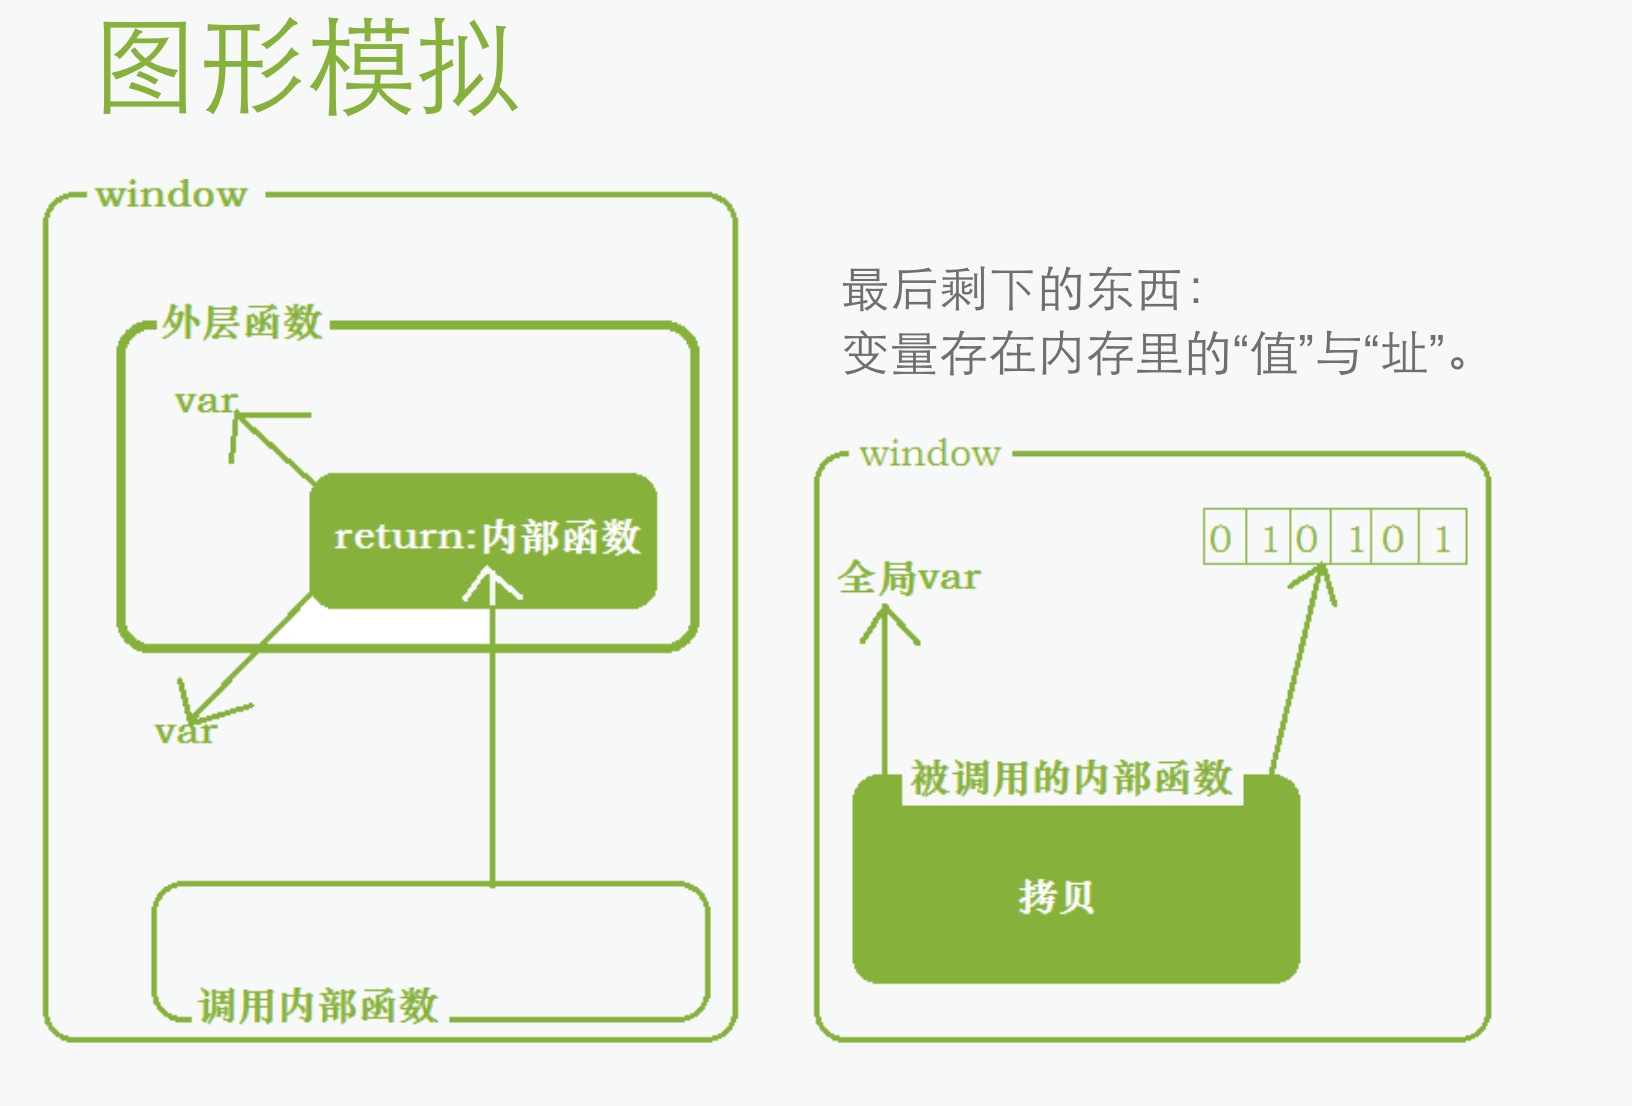 图形模拟
window
外层函数
var
return:内部函数
var
调用内部函数
最后剩下的东西：
变量存在内存里的“值”与“址”。
window
0 1 0 1 0 1
全局var
被调用的内部函数
拷贝